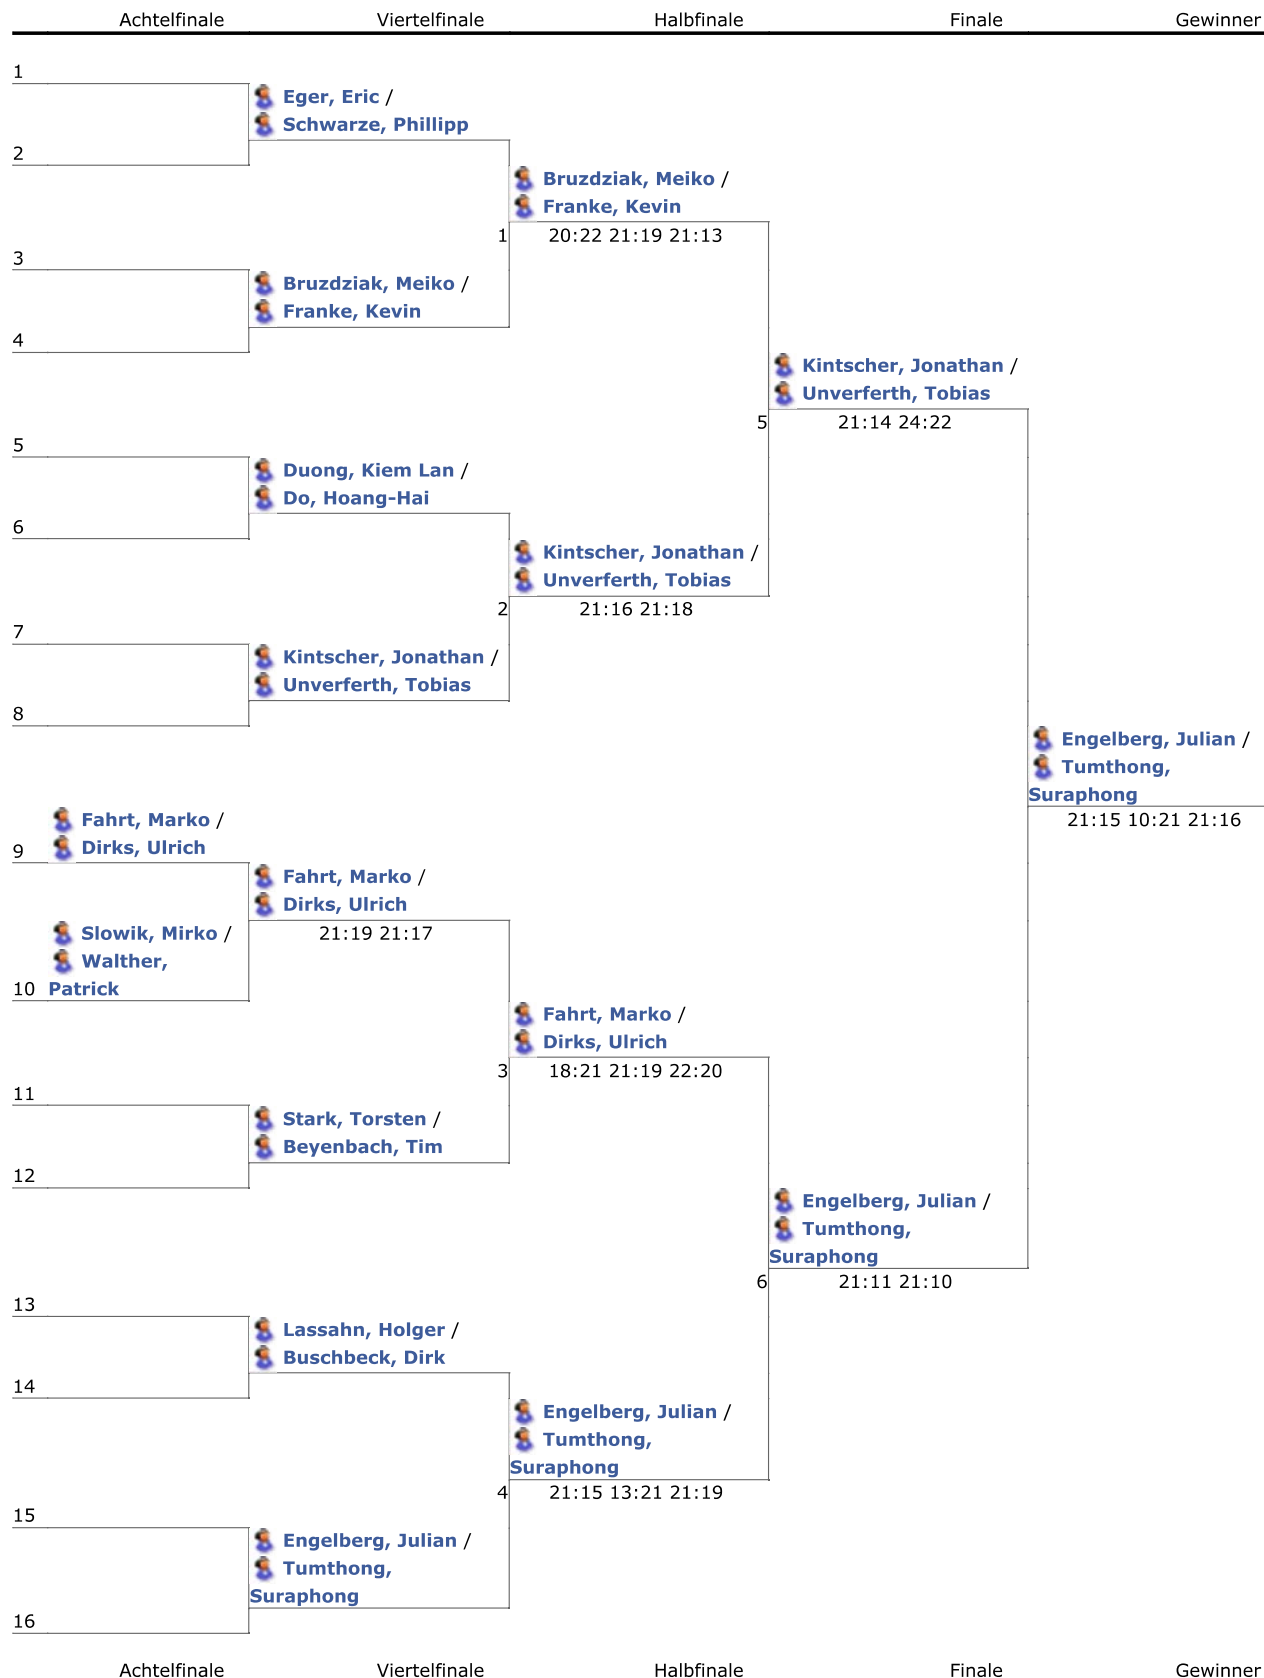 Achtelfinale Viertelfinale Halbfinale Finale Gewinner
1
Eger, Eric /
Schwarze, Phillipp
2
Bruzdziak, Meiko /
Franke, Kevin
1 20:22 21:19 21:13
3
Bruzdziak, Meiko /
Franke, Kevin
4
Kintscher, Jonathan /
Unverferth, Tobias
5 21:14 24:22
5
Duong, Kiem Lan /
Do, Hoang-Hai
6
Kintscher, Jonathan /
Unverferth, Tobias
2 21:16 21:18
7
Kintscher, Jonathan /
Unverferth, Tobias
8
Engelberg, Julian /
Tumthong,
Suraphong
21:15 10:21 21:16
Fahrt, Marko /
9 Dirks, Ulrich
Fahrt, Marko /
Dirks, Ulrich
21:19 21:17
Slowik, Mirko /
Walther,
10 Patrick
Fahrt, Marko /
Dirks, Ulrich
3 18:21 21:19 22:20
11
Stark, Torsten /
Beyenbach, Tim
12
Engelberg, Julian /
Tumthong,
Suraphong
6 21:11 21:10
13
Lassahn, Holger /
Buschbeck, Dirk
14
Engelberg, Julian /
Tumthong,
Suraphong
4 21:15 13:21 21:19
15
Engelberg, Julian /
Tumthong,
Suraphong
16
Achtelfinale Viertelfinale Halbfinale Finale Gewinner